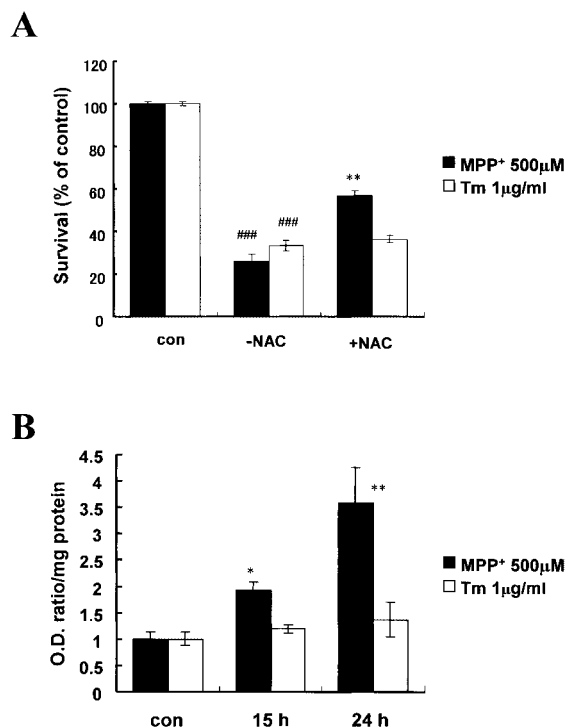 A
120
100
80
60
40
20
0
Survival (% of control)
###
###
**
con
-NAC
+NAC
MPP⁺ 500μM
Tm 1μg/ml
B
4.5
4
3.5
3
2.5
2
1.5
1
0.5
0
O.D. ratio/mg protein
*
**
con
15 h
24 h
MPP⁺ 500μM
Tm 1μg/ml